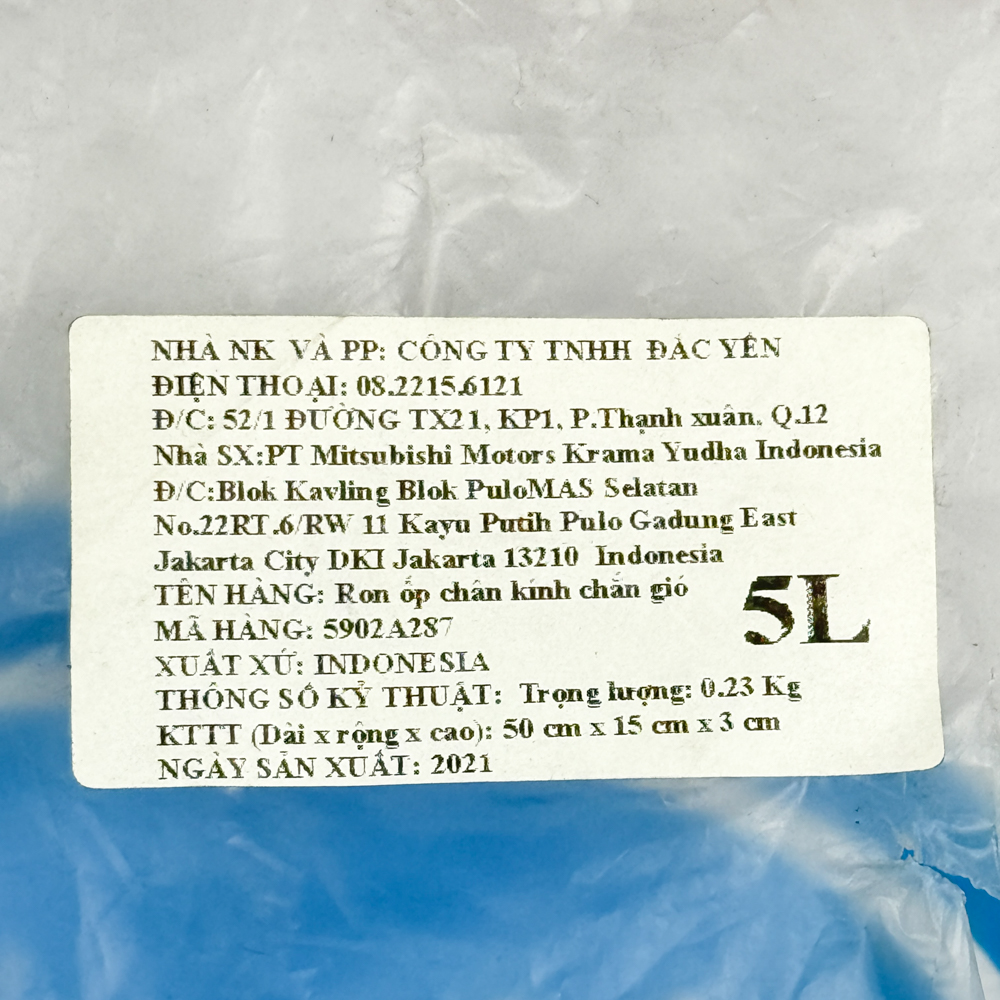 NHÀ NK VÀ PP: CÔNG TY TNHH ĐẮC YÊN
ĐIỆN THOẠI: 08.2215.6121
Đ/C: 52/1 ĐƯỜNG TX21, KP1, P.Thạnh xuân. Q.12
Nhà SX:PT Mitsubishi Motors Krama Yudha Indonesia
Đ/C:Blok Kavling Blok PuloMAS Selatan
No.22RT.6/RW 11 Kayu Putih Pulo Gadung East
Jakarta City DKI Jakarta 13210 Indonesia
TÊN HÀNG: Ron ốp chân kính chắn gió
MÃ HÀNG: 5902A287
5L
XUẤT XỨ: INDONESIA
THÔNG SỐ KỸ THUẬT: Trọng lượng: 0.23 Kg
KTTT (Dài x rộng x cao): 50 cm x 15 cm x 3 cm
NGÀY SẢN XUẤT: 2021